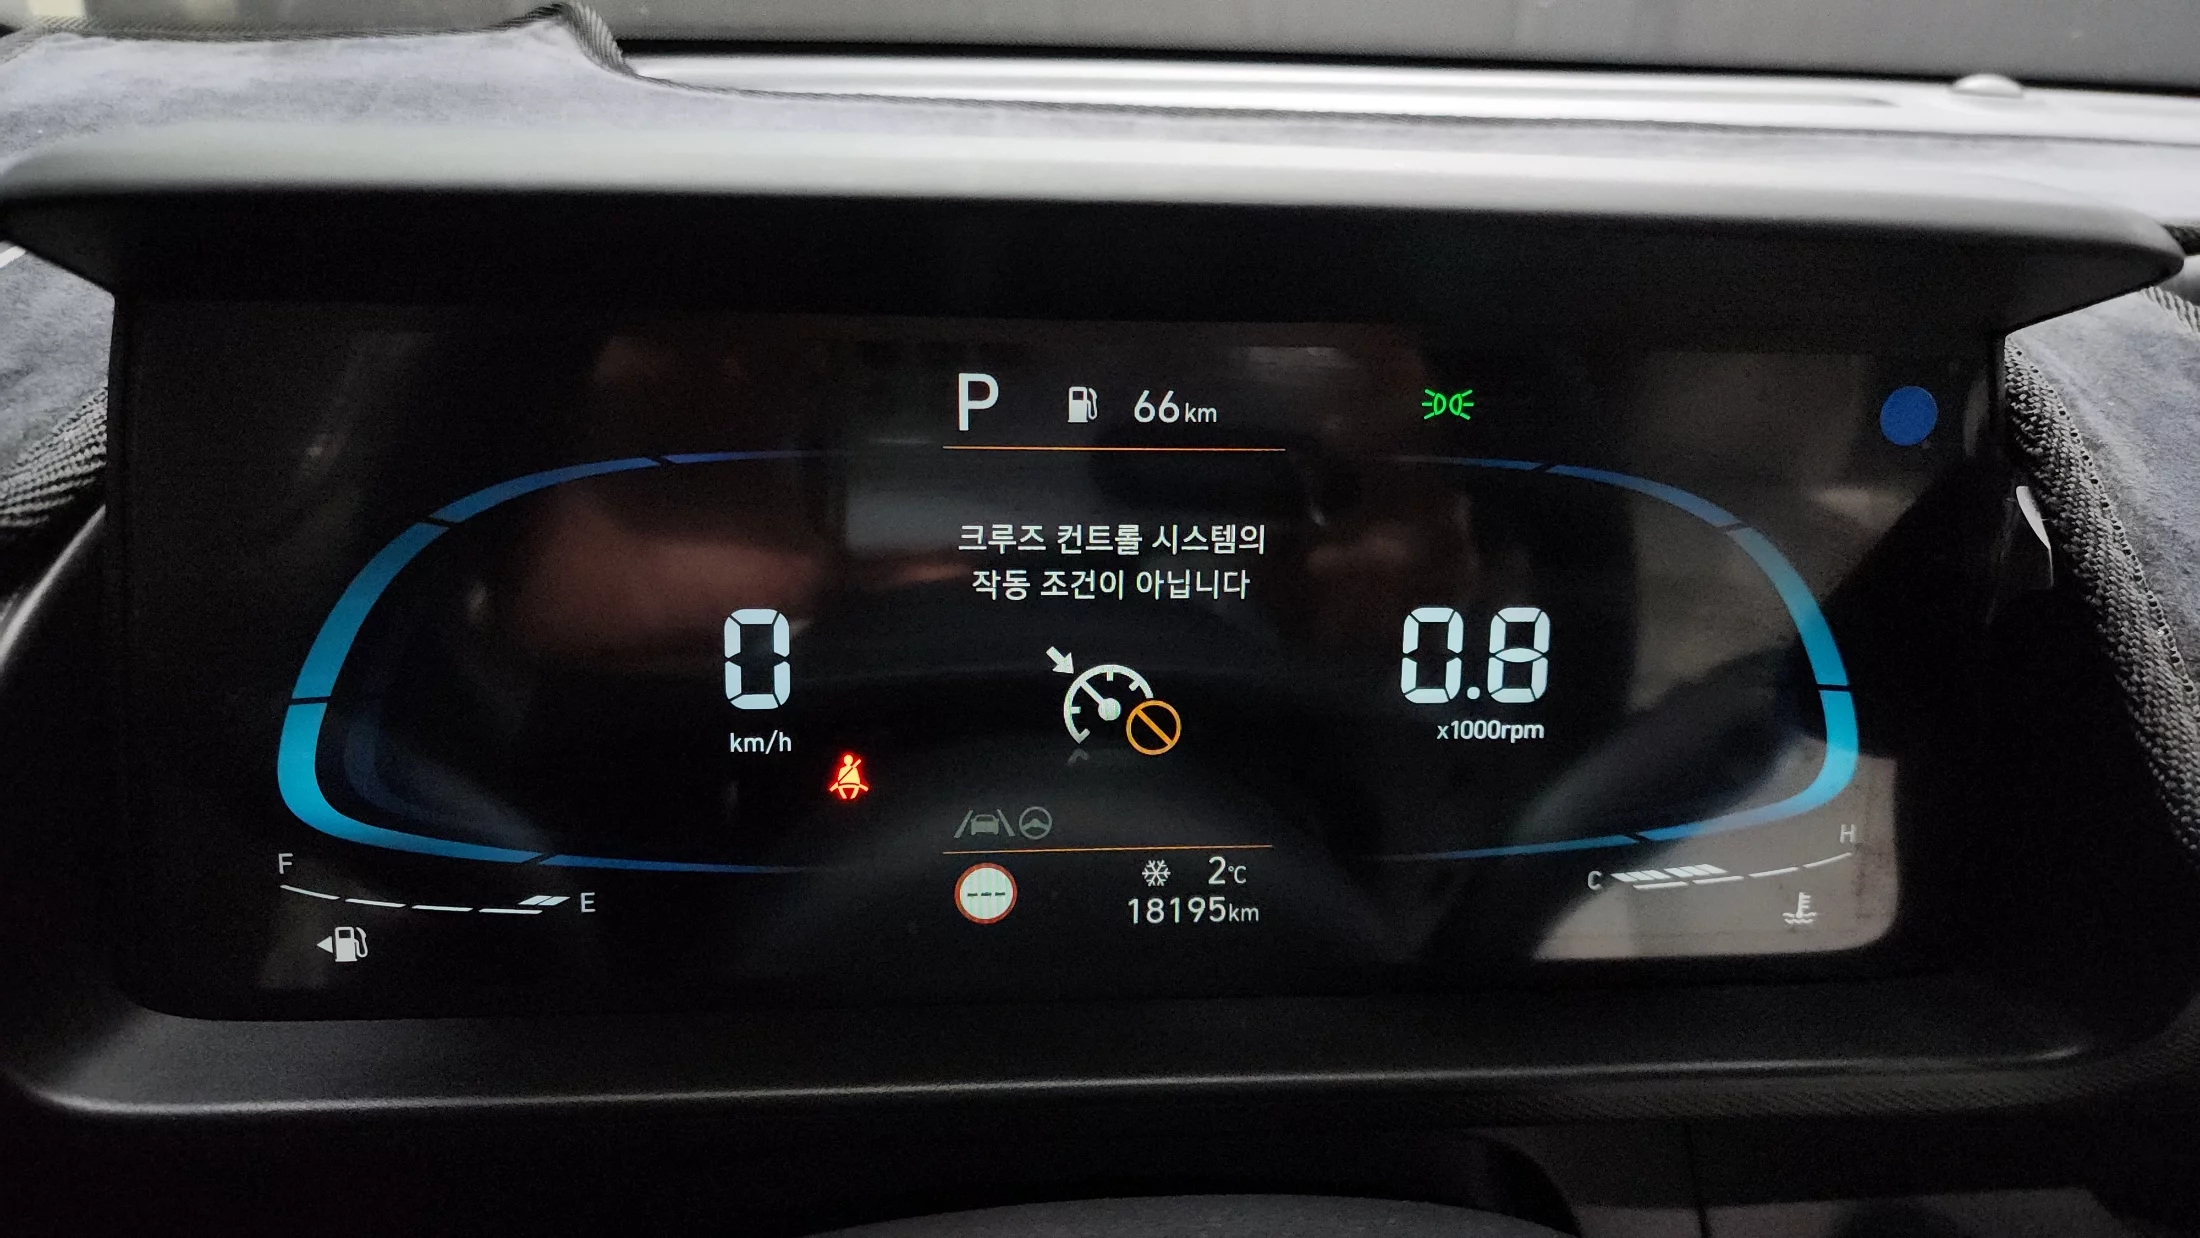 P 66km
크루즈 컨트롤 시스템의
작동 조건이 아닙니다
0
km/h
0.8
x1000rpm
F E
---
2℃
18195km
C H